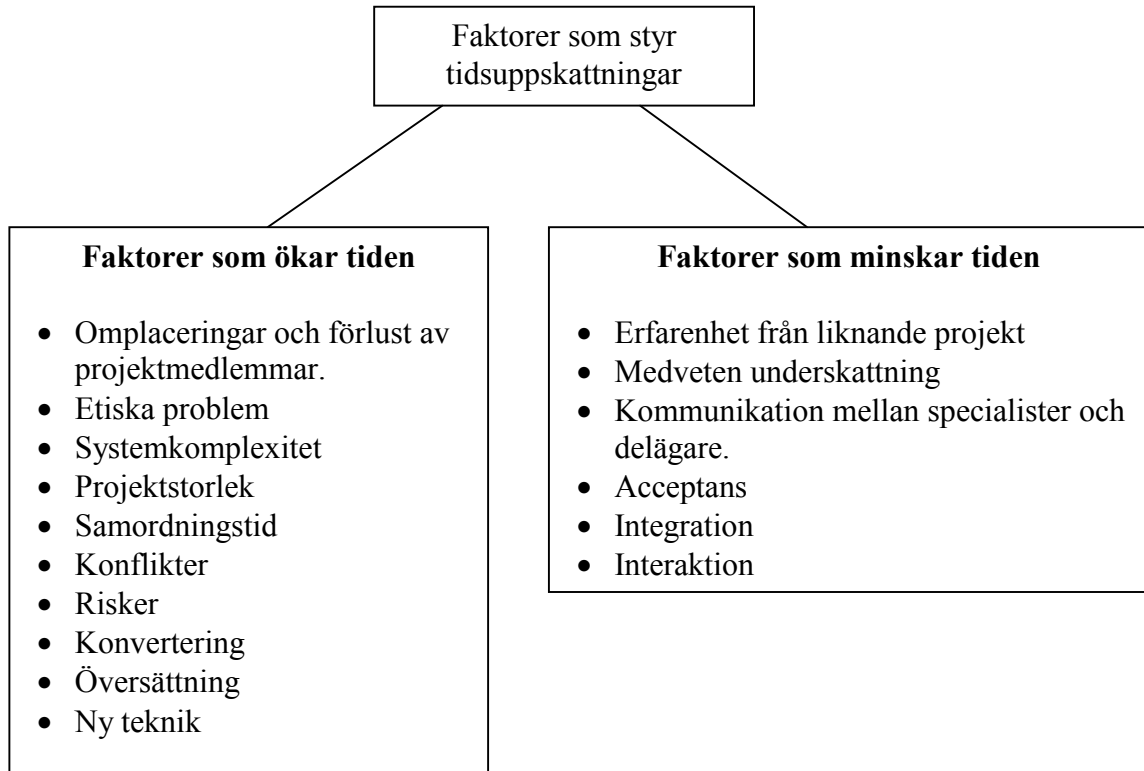 Faktorer som styr
tidsuppskattningar
Faktorer som ökar tiden
• Omplaceringar och förlust av
projektmedlemmar.
• Etiska problem
• Systemkomplexitet
• Projektstorlek
• Samordningstid
• Konflikter
• Risker
• Konvertering
• Översättning
• Ny teknik
Faktorer som minskar tiden
• Erfarenhet från liknande projekt
• Medveten underskattning
• Kommunikation mellan specialister och
delägare.
• Acceptans
• Integration
• Interaktion